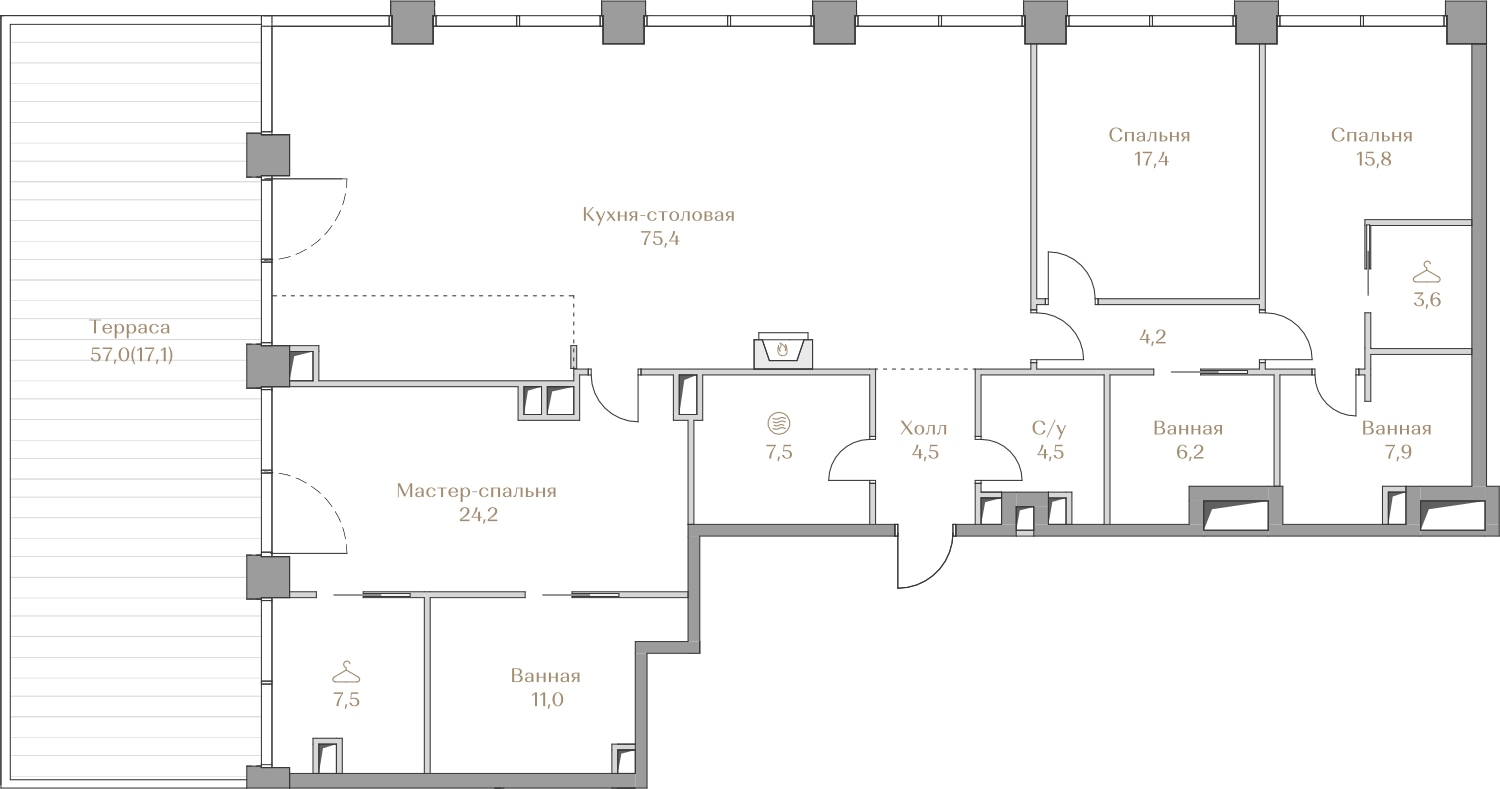 Спальня
17,4
Спальня
15,8
Кухня-столовая
75,4
3,6
Терраса
57,0(17,1)
4,2
7,5
Холл
4,5
С/у
4,5
Ванная
6,2
Ванная
7,9
Мастер-спальня
24,2
7,5
Ванная
11,0